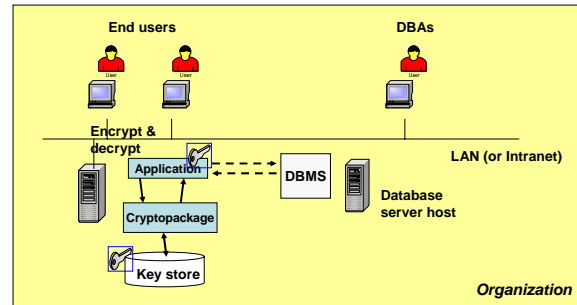 End users
DBAs
User
User
User
Encrypt &
decrypt
LAN (or Intranet)
Application
DBMS
Database
server host
Cryptopackage
Key store
Organization